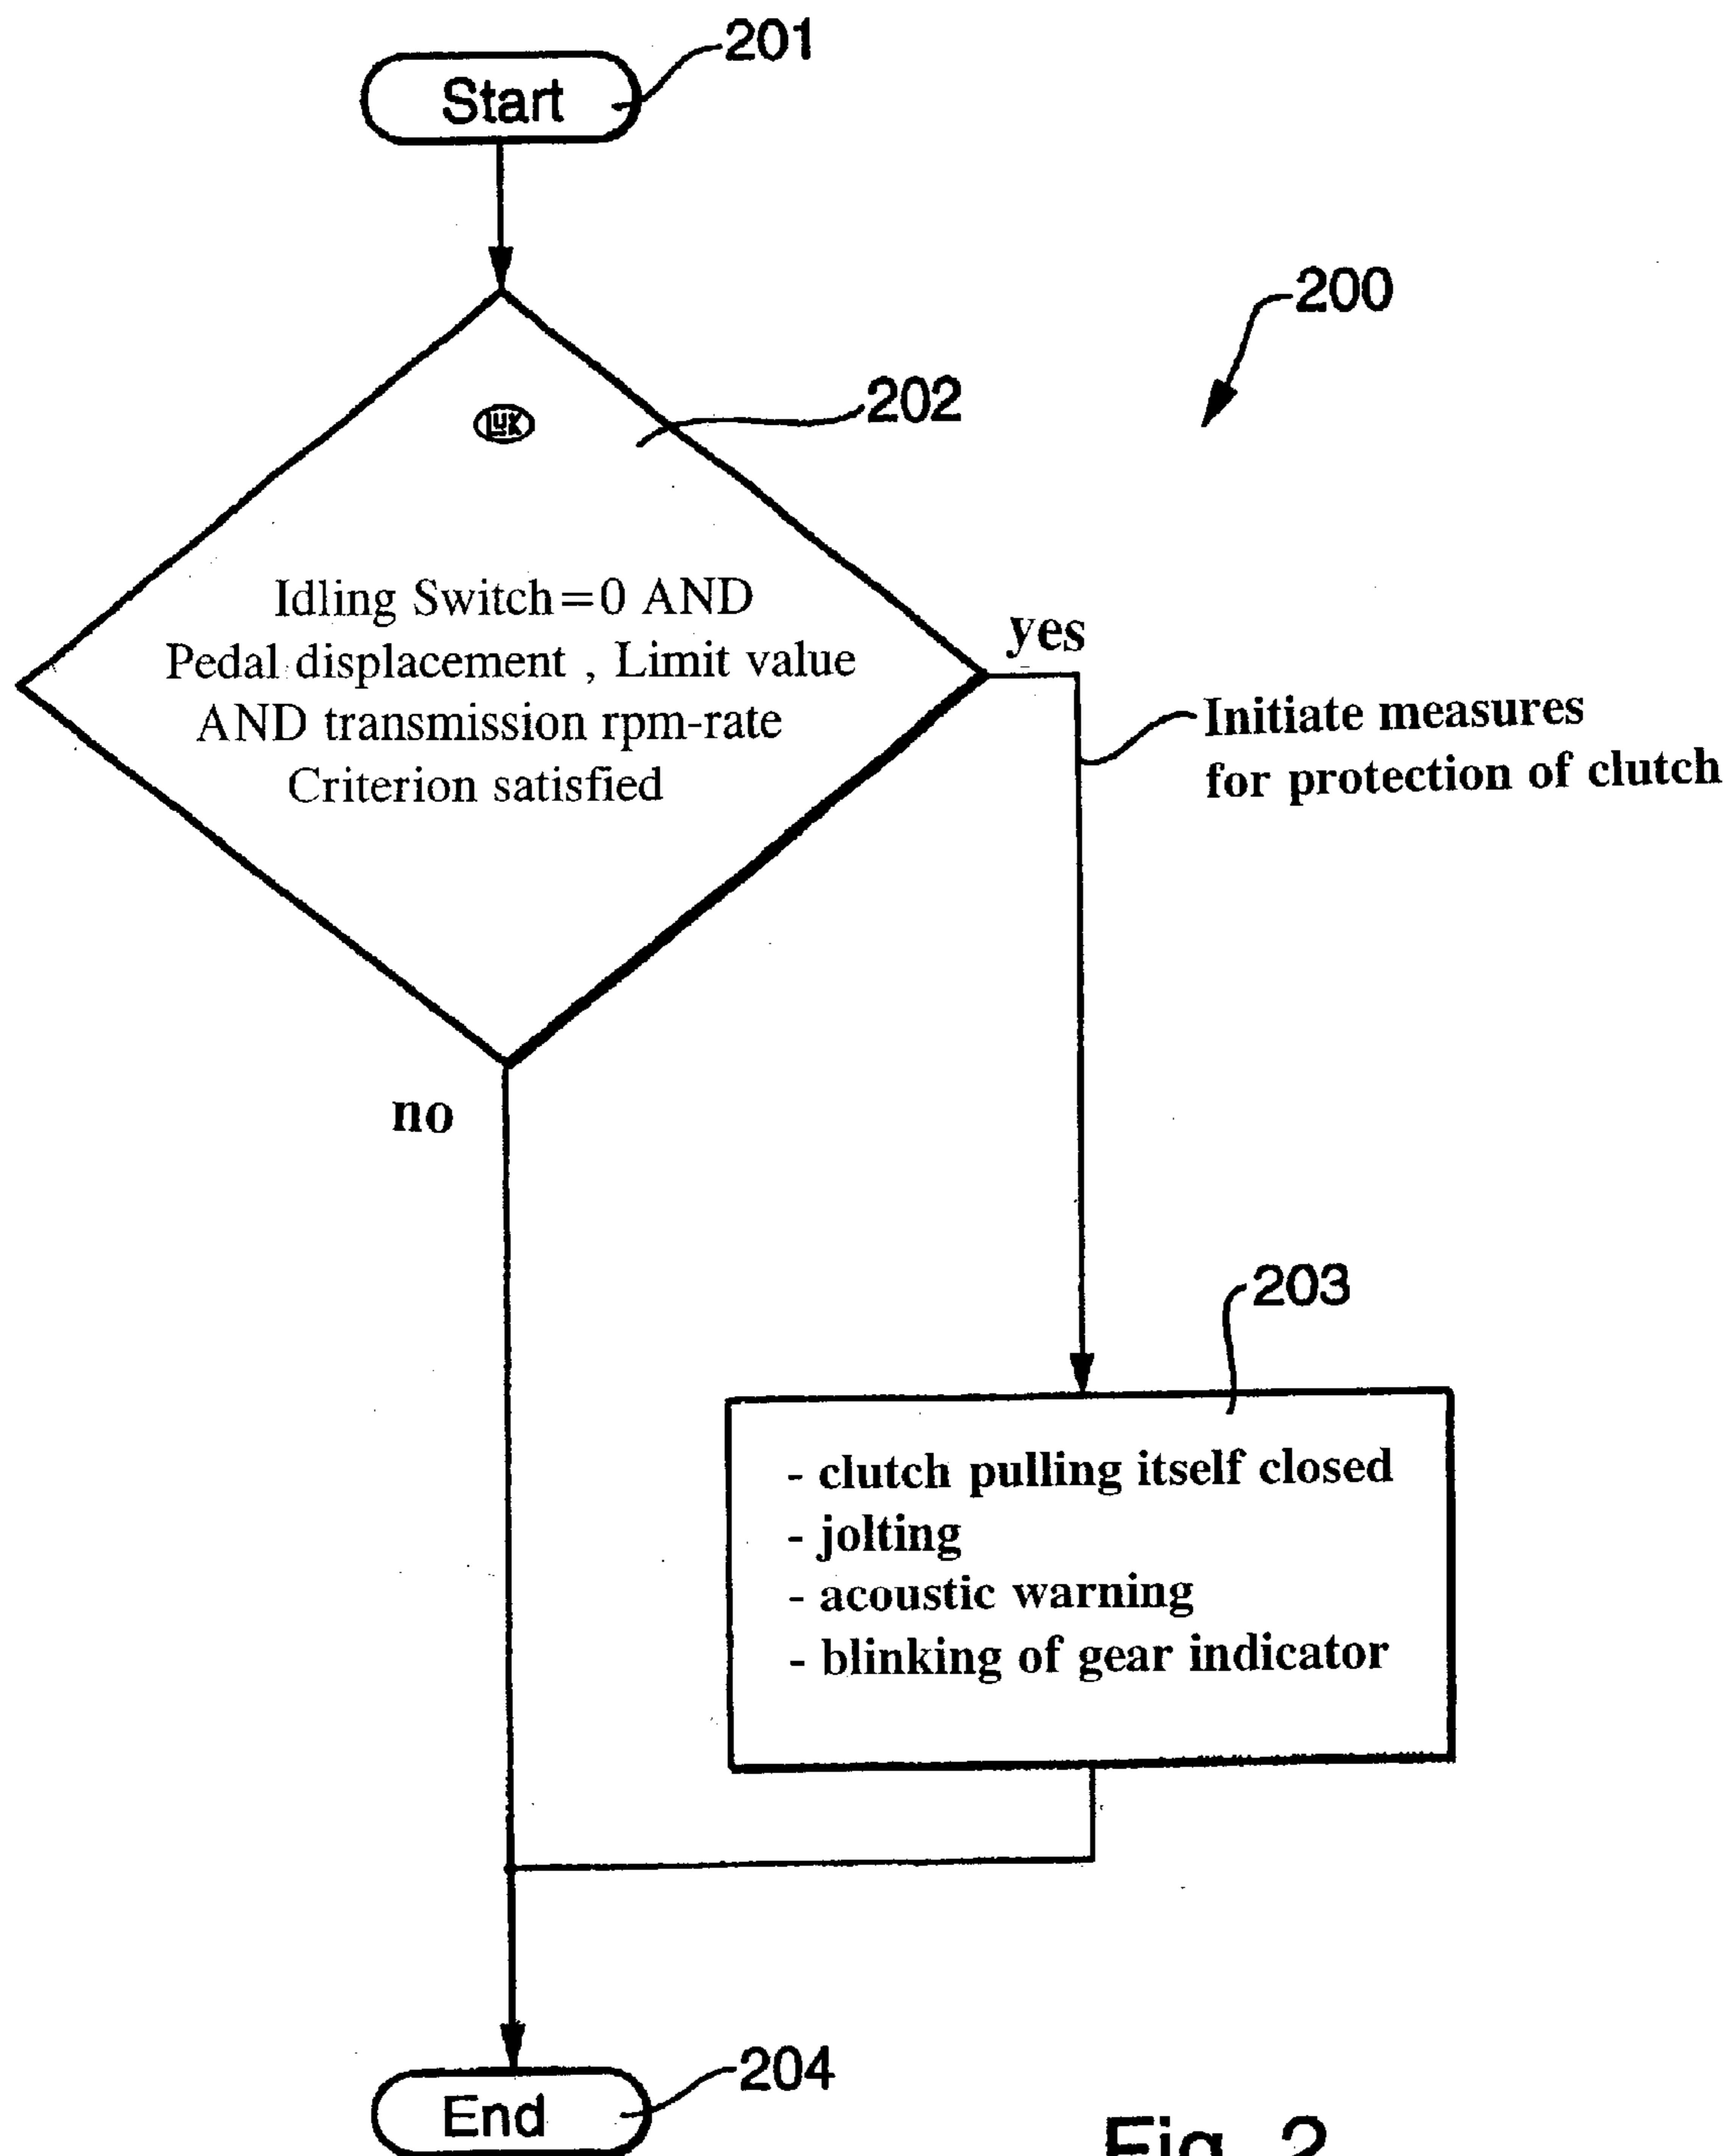 201
Start
200
202
LUK
Idling Switch=0 AND
Pedal displacement , Limit value
AND transmission rpm-rate
Criterion satisfied
yes
Initiate measures
for protection of clutch
no
203
- clutch pulling itself closed
- jolting
- acoustic warning
- blinking of gear indicator
204
End
Fig. 2